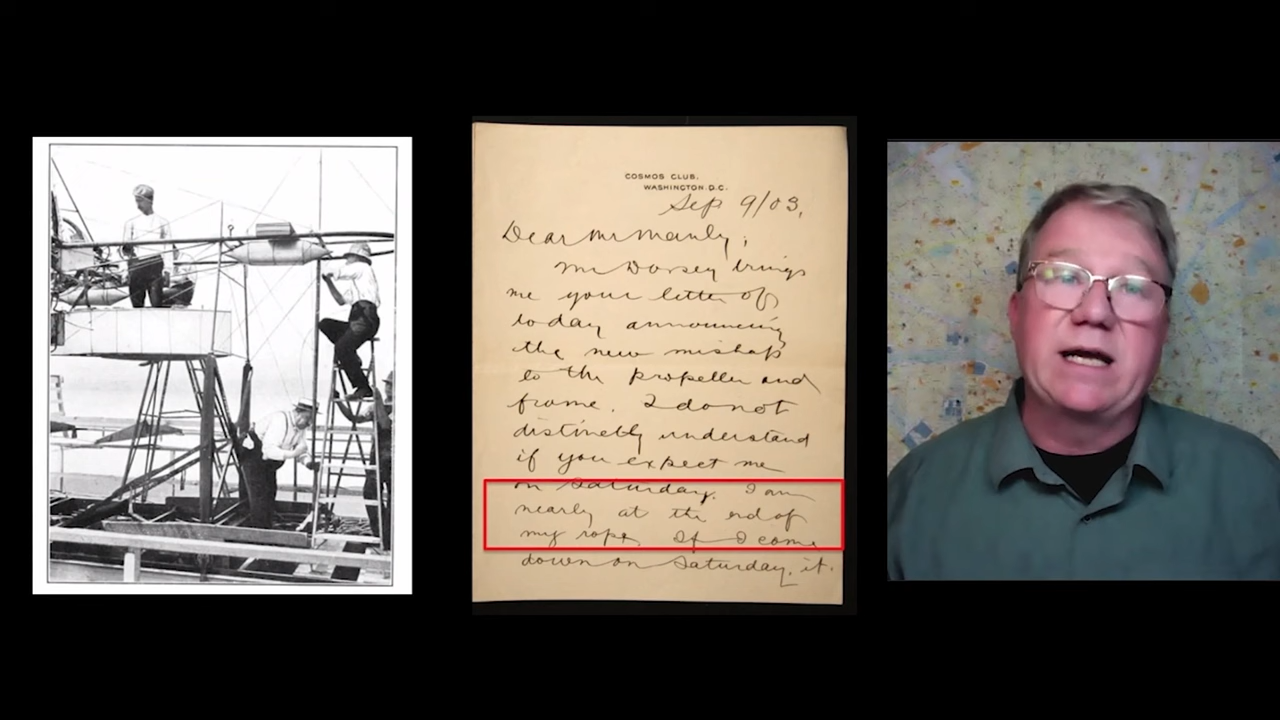 COSMOS CLUB.
WASHINGTON D.C.
Sep 9/03,
Dear Mr Manly,
Mr Dorsey brings
me your letter of
today announcing
the new mishap
to the propeller and
frame. I do not
distinctly understand
if you expect me
on Saturday. I am
nearly at the end of
my rope. If I come
down on Saturday, it